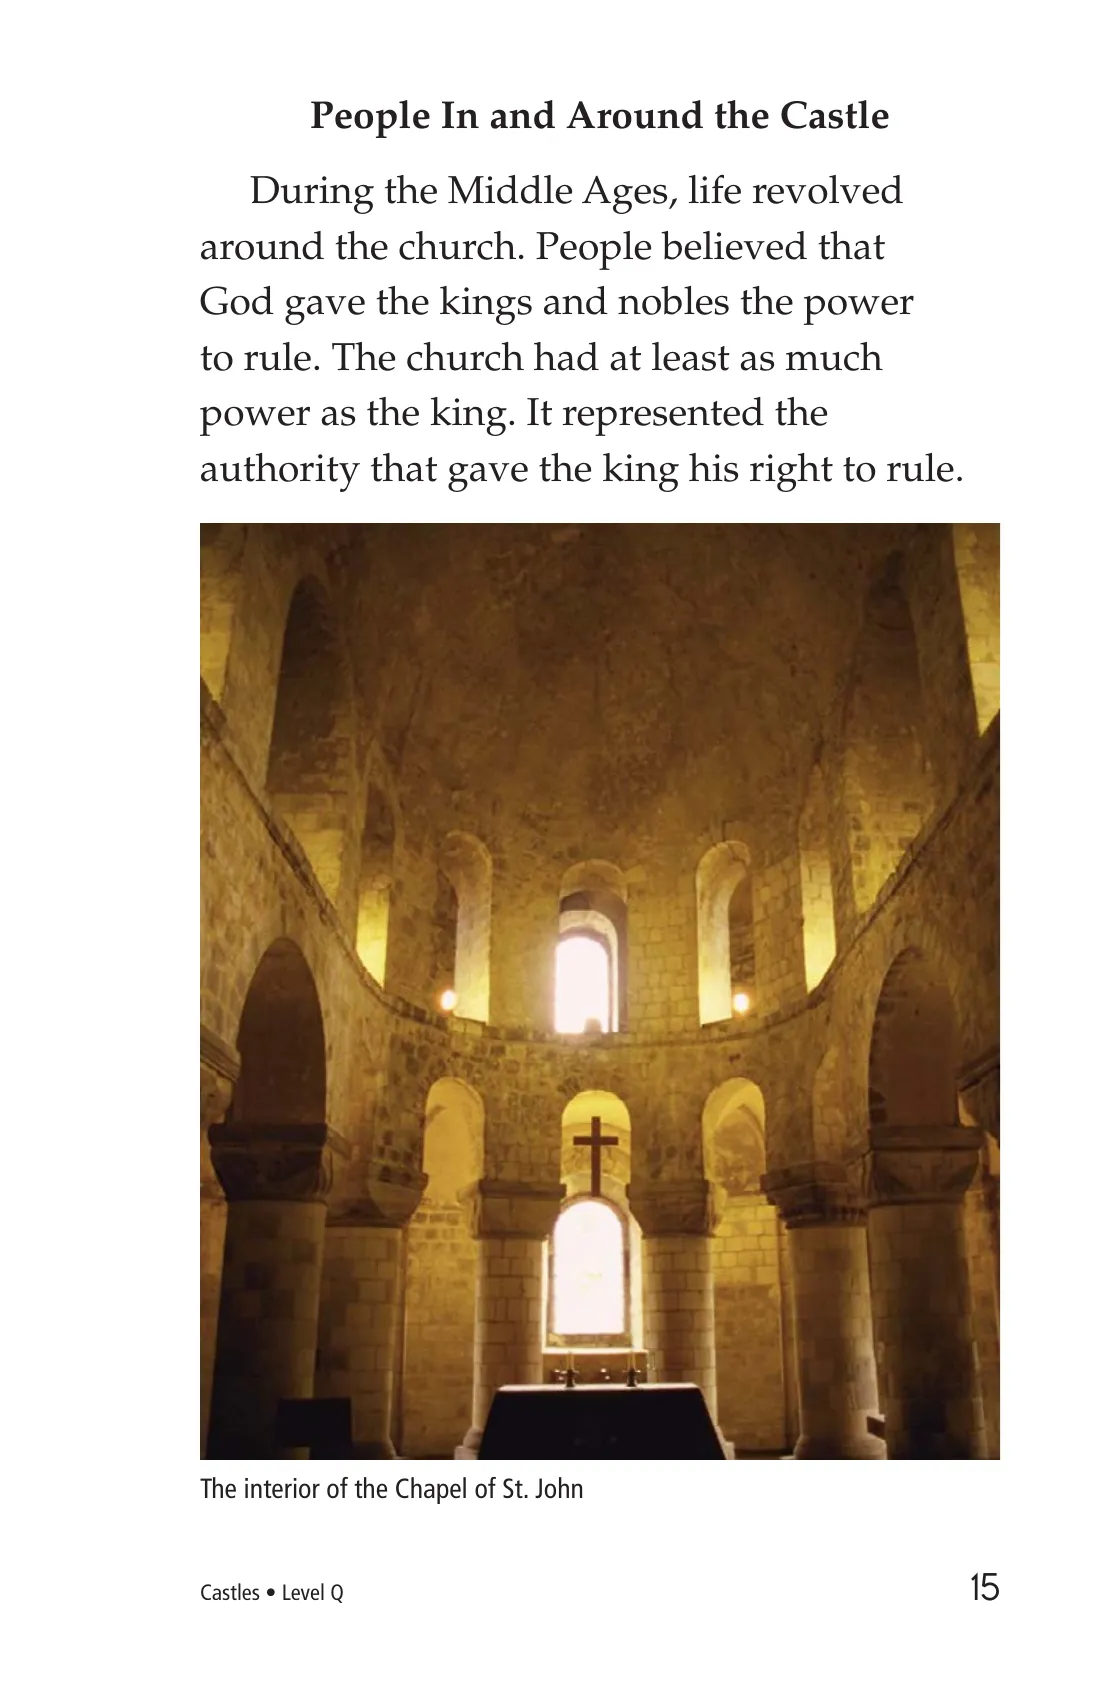 People In and Around the Castle
During the Middle Ages, life revolved
around the church. People believed that
God gave the kings and nobles the power
to rule. The church had at least as much
power as the king. It represented the
authority that gave the king his right to rule.
The interior of the Chapel of St. John
Castles • Level Q
15